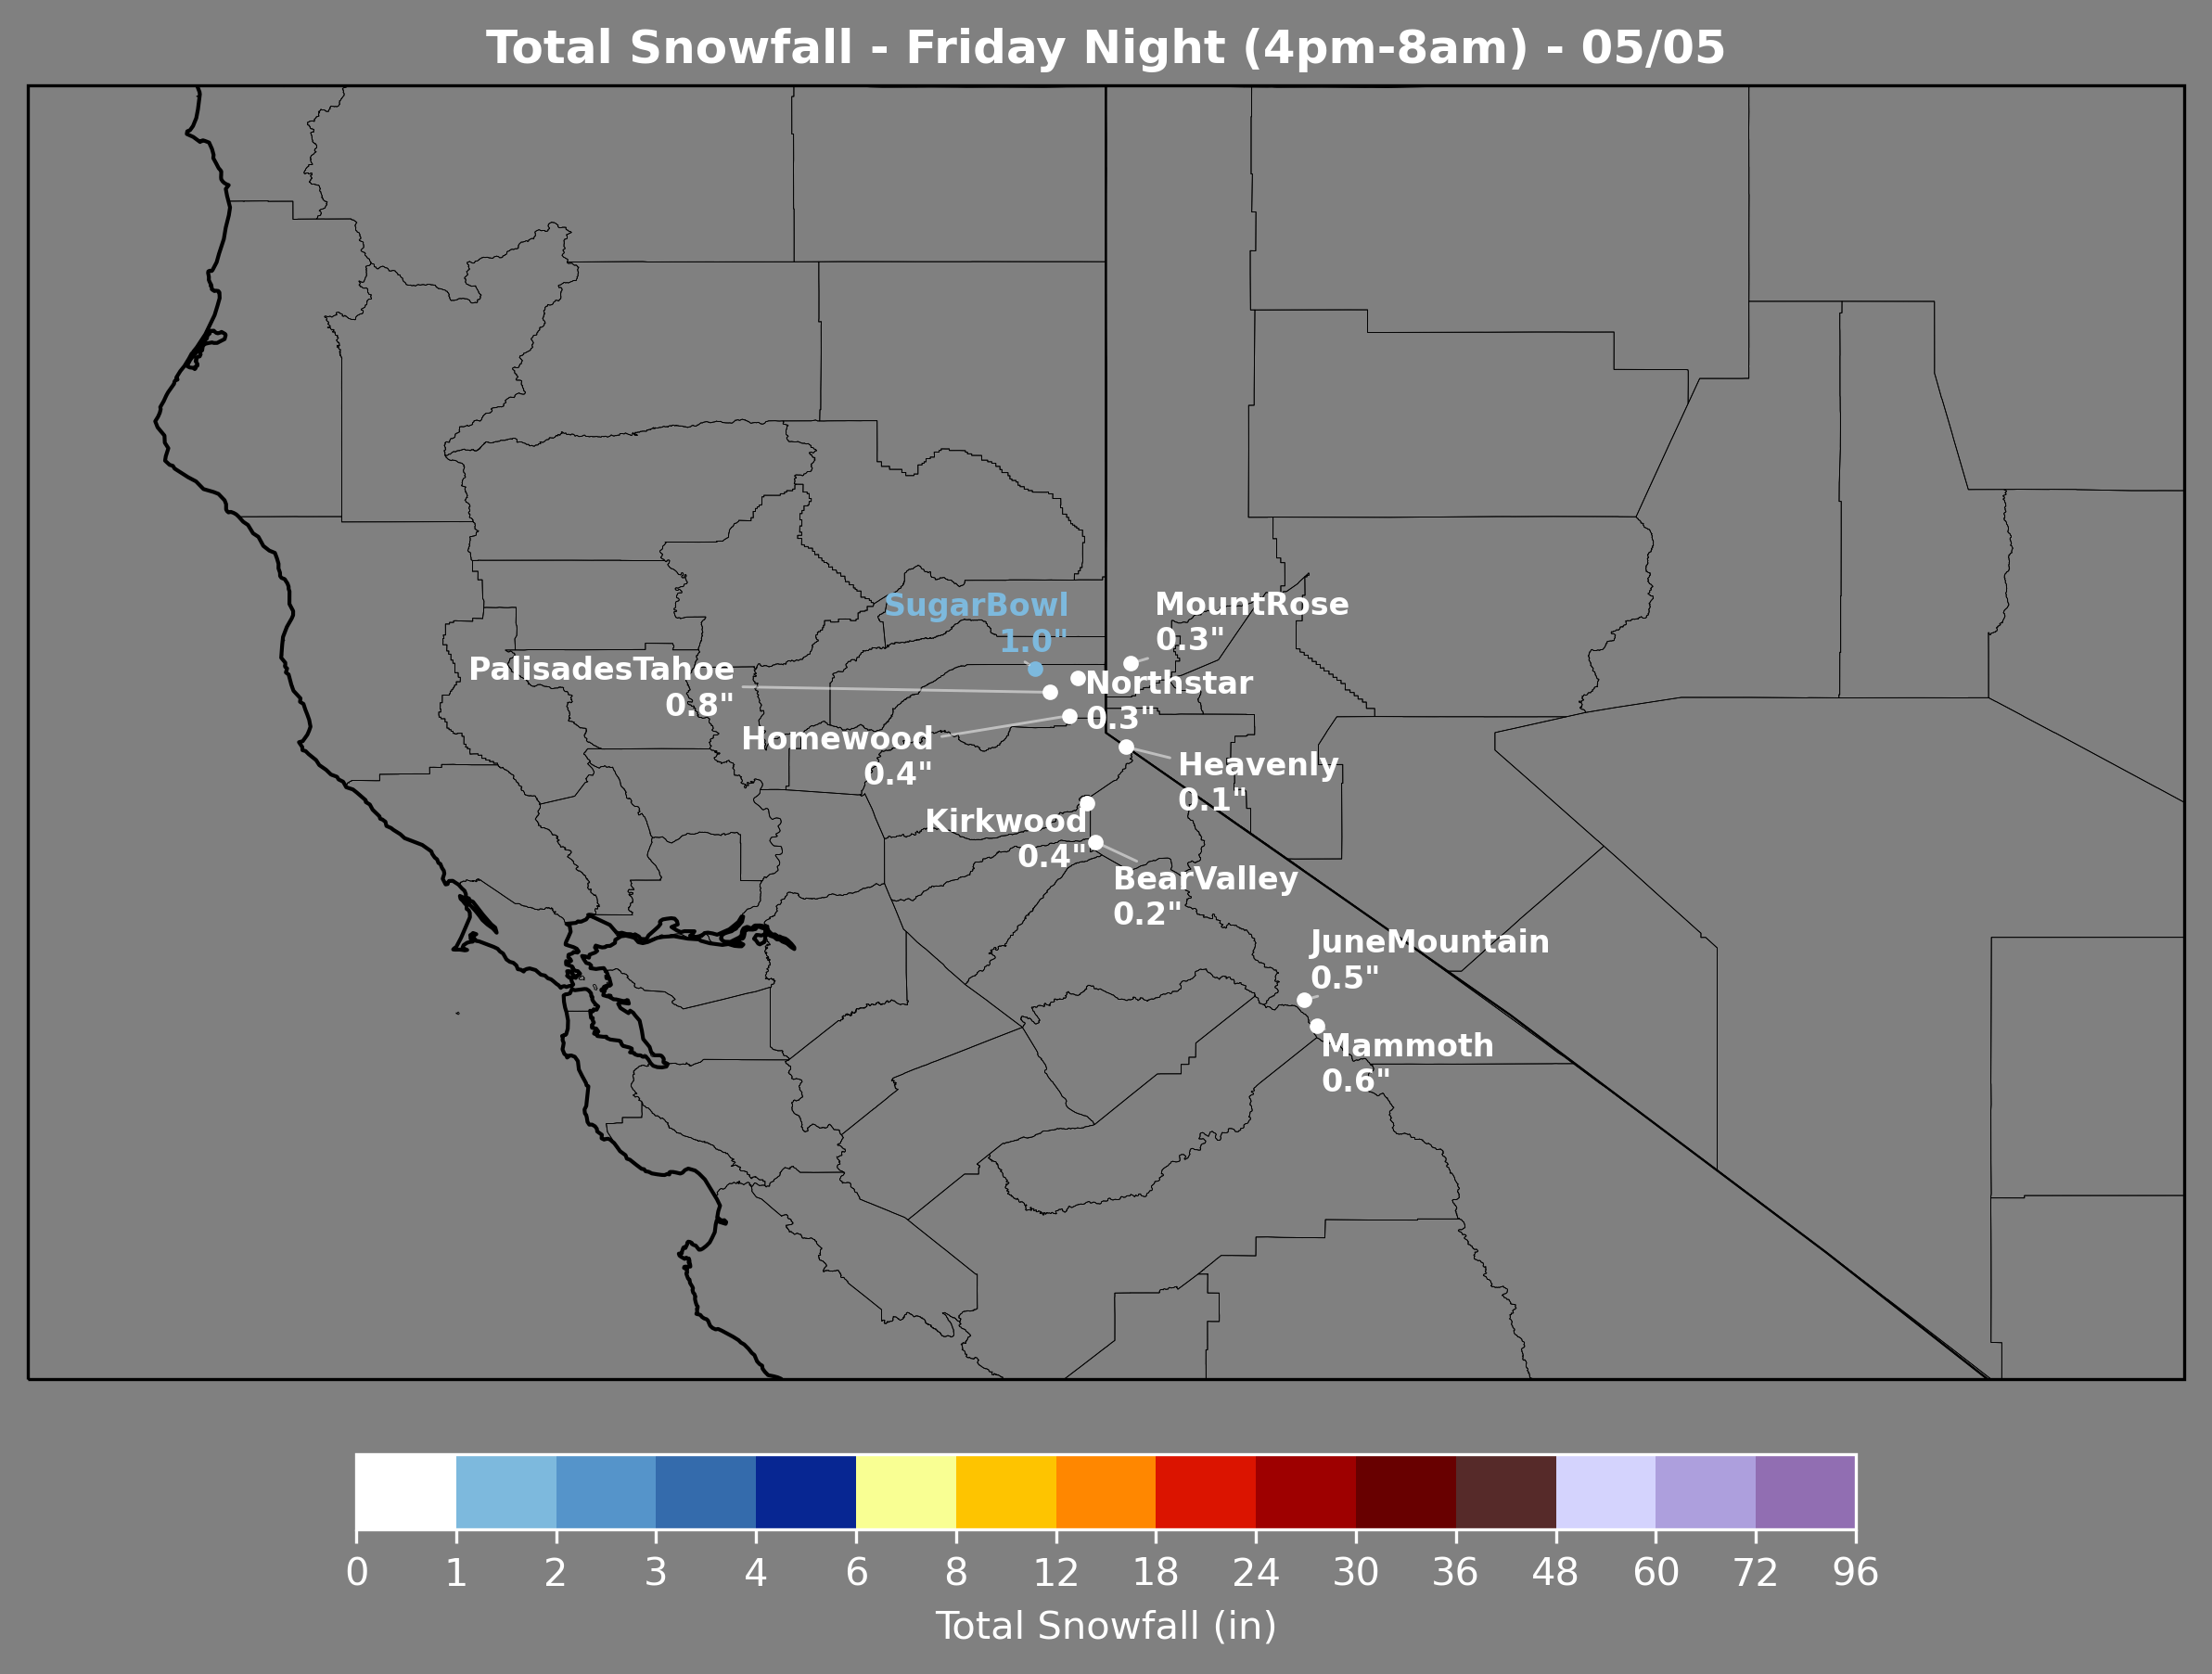 Total Snowfall - Friday Night (4pm-8am) - 05/05
SugarBowl
1.0"
MountRose
0.3"
PalisadesTahoe
0.8"
Northstar
0.3"
Homewood
0.4"
Heavenly
0.1"
Kirkwood
0.4"
BearValley
0.2"
JuneMountain
0.5"
Mammoth
0.6"
0 1 2 3 4 6 8 12 18 24 30 36 48 60 72 96
Total Snowfall (in)